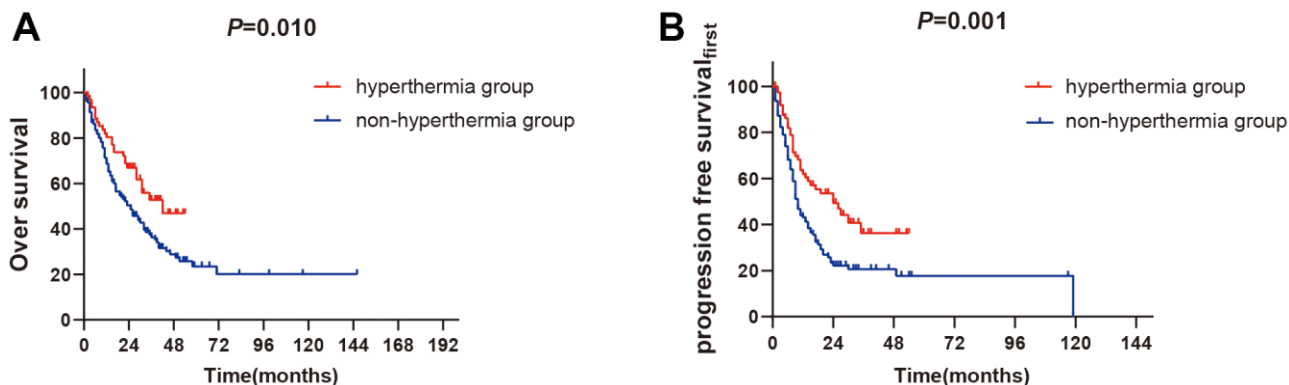 A
P=0.010
hyperthermia group
non-hyperthermia group
Over survival
100
80
60
40
20
0
0 24 48 72 96 120 144 168 192
Time(months)
B
P=0.001
hyperthermia group
non-hyperthermia group
progression free survivalfirst
100
80
60
40
20
0
0 24 48 72 96 120 144
Time(months)